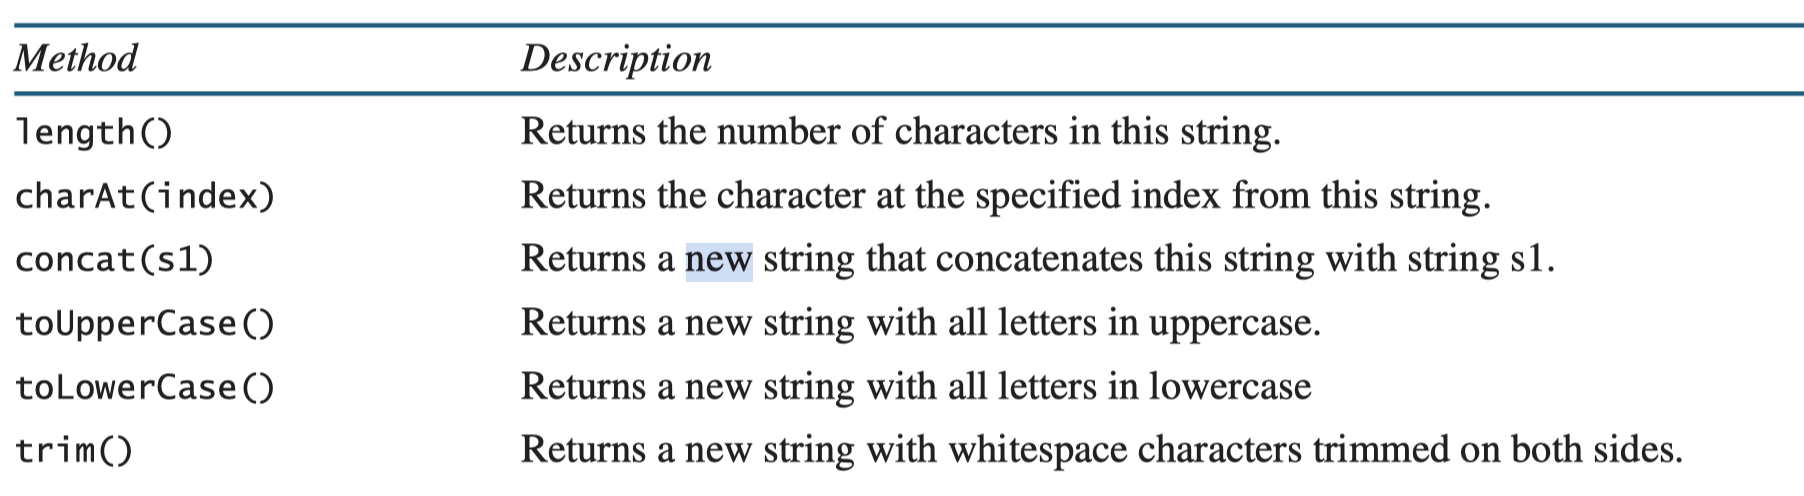 Method Description
length() Returns the number of characters in this string.
charAt(index) Returns the character at the specified index from this string.
concat(s1) Returns a new string that concatenates this string with string s1.
toUpperCase() Returns a new string with all letters in uppercase.
toLowerCase() Returns a new string with all letters in lowercase
trim() Returns a new string with whitespace characters trimmed on both sides.